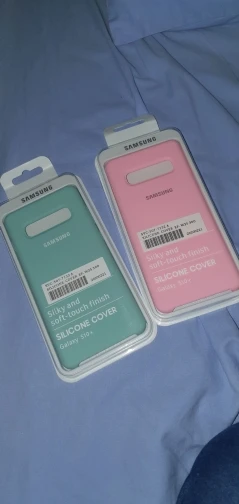 SAMSUNG
SAMSUNG
Silky and
soft-touch finish
SILICONE COVER
Galaxy S10+
SAMSUNG
SAMSUNG
Silky and
soft-touch finish
SILICONE COVER
Galaxy S10+